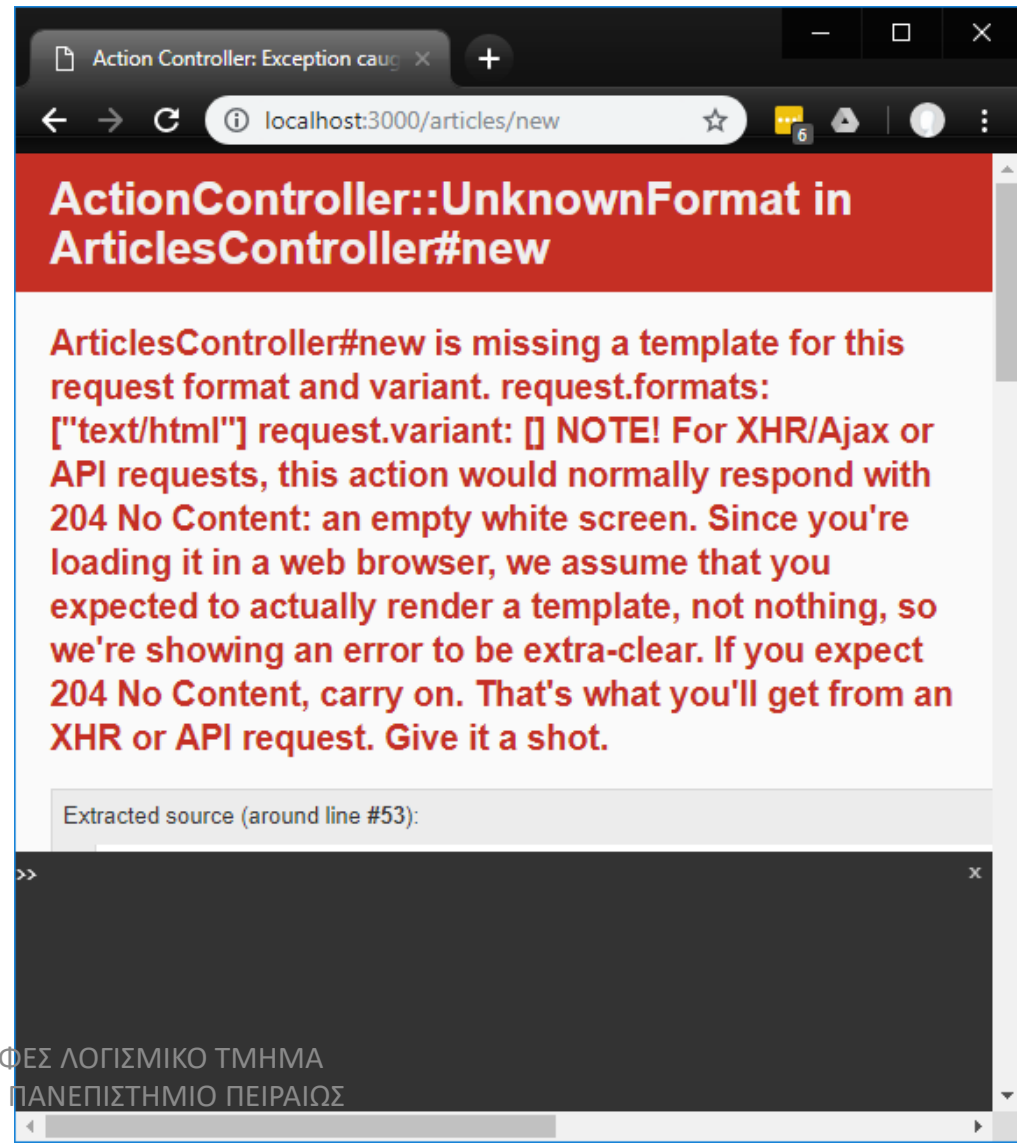 Action Controller: Exception caug
localhost:3000/articles/new
6
ActionController::UnknownFormat in
ArticlesController#new
ArticlesController#new is missing a template for this
request format and variant. request.formats:
["text/html"] request.variant: [] NOTE! For XHR/Ajax or
API requests, this action would normally respond with
204 No Content: an empty white screen. Since you're
loading it in a web browser, we assume that you
expected to actually render a template, not nothing, so
we're showing an error to be extra-clear. If you expect
204 No Content, carry on. That's what you'll get from an
XHR or API request. Give it a shot.
Extracted source (around line #53):
>> x
ΦΕΣ ΛΟΓΙΣΜΙΚΟ ΤΜΗΜΑ
ΠΑΝΕΠΙΣΤΗΜΙΟ ΠΕΙΡΑΙΩΣ